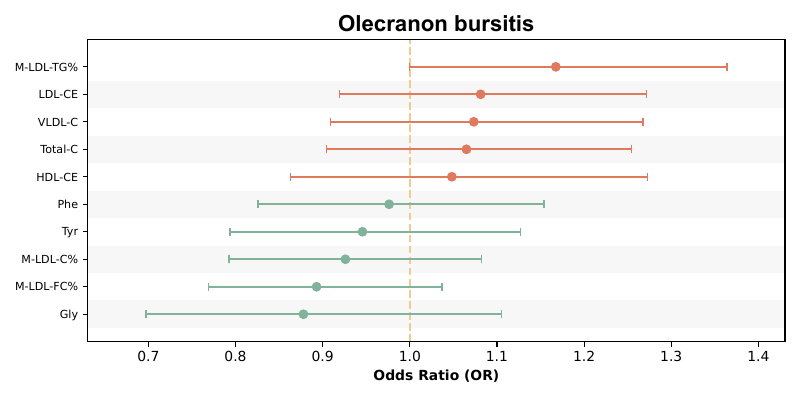 Olecranon bursitis
M-LDL-TG%
LDL-CE
VLDL-C
Total-C
HDL-CE
Phe
Tyr
M-LDL-C%
M-LDL-FC%
Gly
0.7 0.8 0.9 1.0 1.1 1.2 1.3 1.4
Odds Ratio (OR)